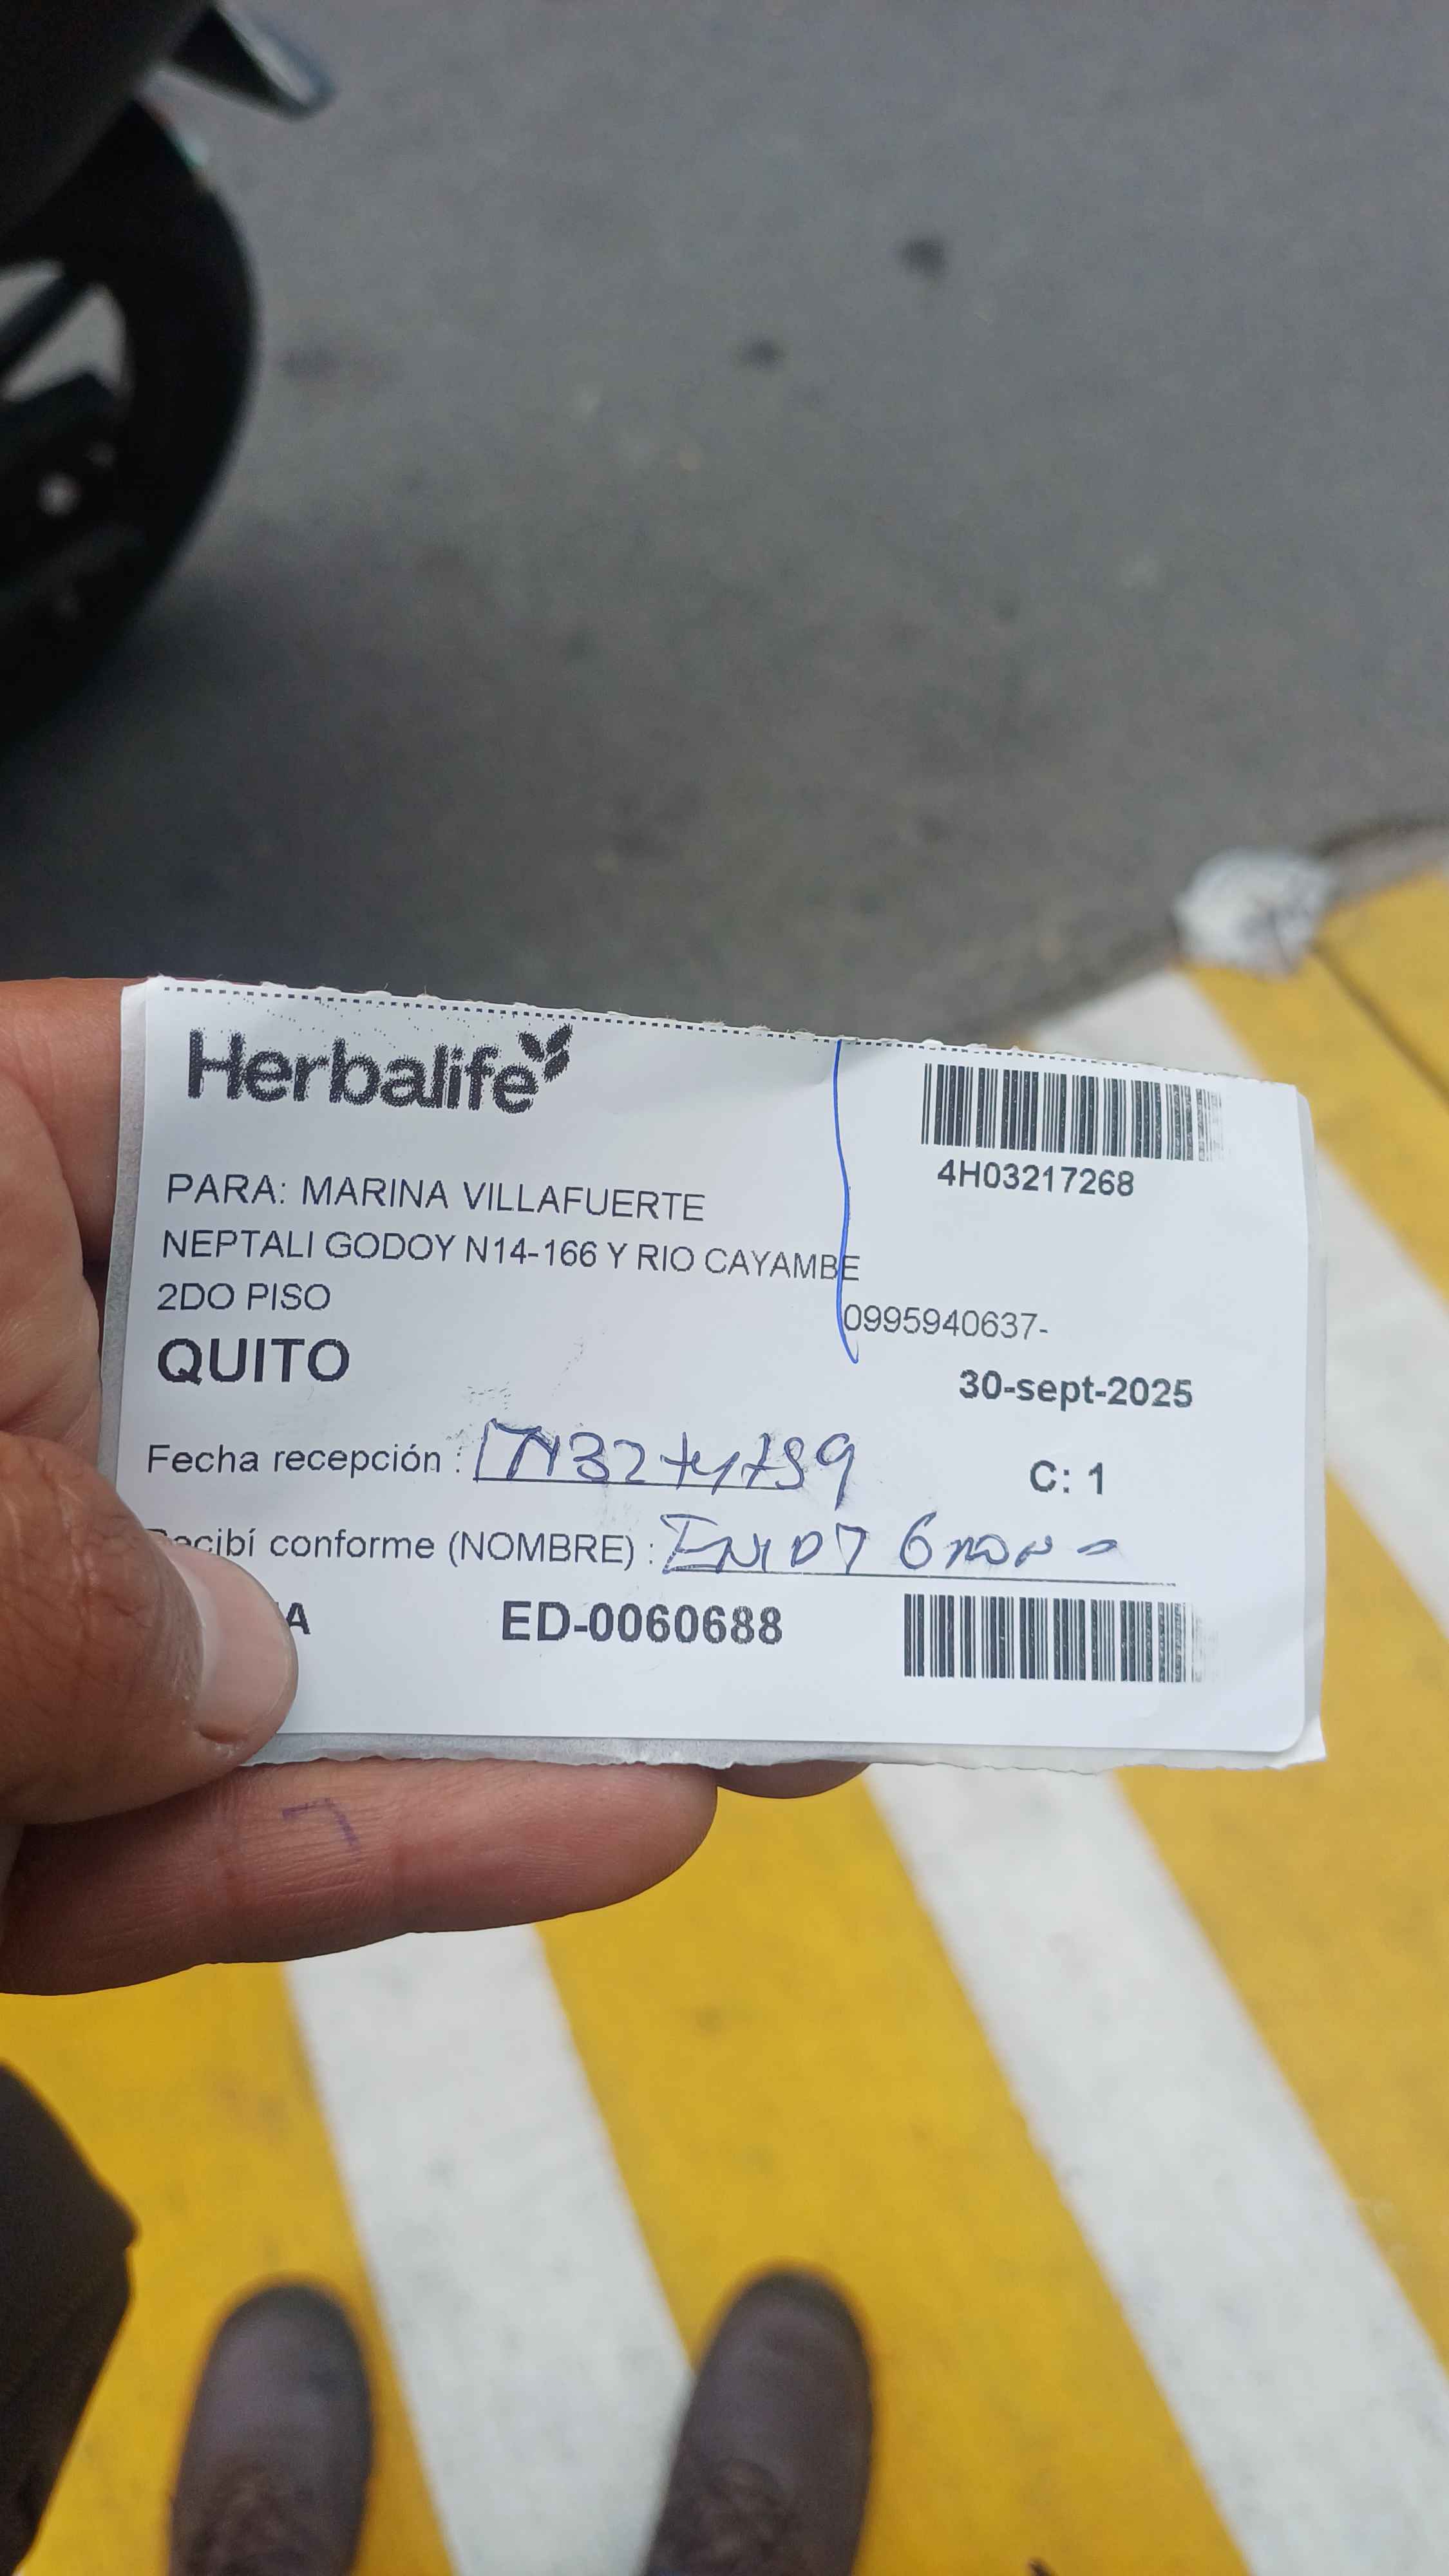 Herbalife
4H03217268
PARA: MARINA VILLAFUERTE
NEPTALI GODOY N14-166 Y RIO CAYAMBE
2DO PISO
0995940637-
QUITO
30-sept-2025
Fecha recepción :
C: 1
conforme (NOMBRE) :
ED-0060688